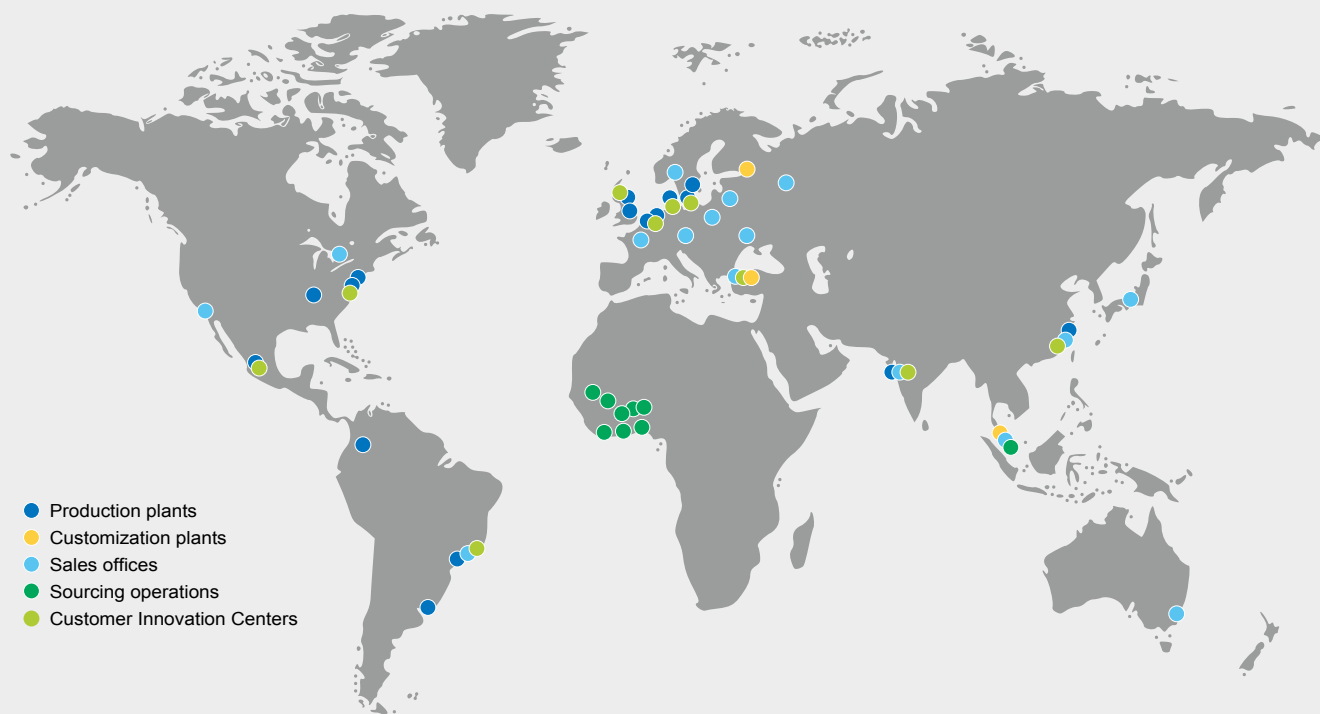 Production plants
Customization plants
Sales offices
Sourcing operations
Customer Innovation Centers